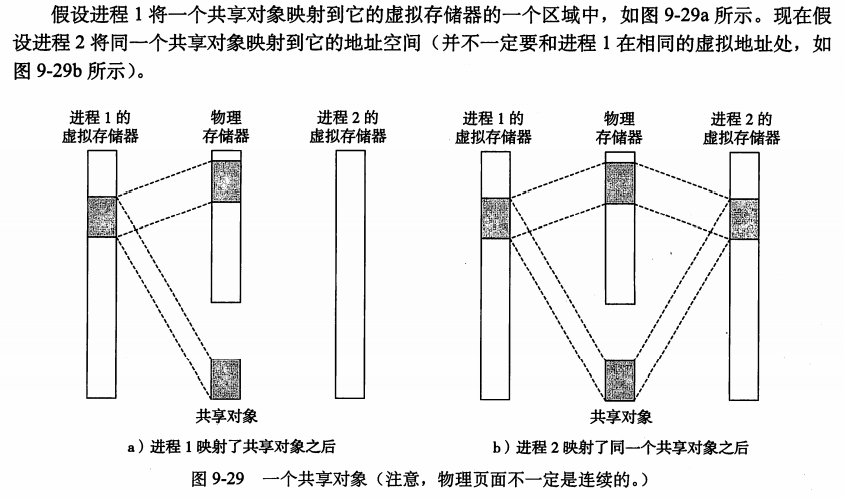 假设进程 1 将一个共享对象映射到它的虚拟存储器的一个区域中，如图 9-29a 所示。现在假
设进程 2 将同一个共享对象映射到它的地址空间（并不一定要和进程 1 在相同的虚拟地址处，如
图 9-29b 所示）。
进程 1 的
虚拟存储器
物理
存储器
进程 2 的
虚拟存储器
进程 1 的
虚拟存储器
物理
存储器
进程 2 的
虚拟存储器
共享对象
共享对象
a）进程 1 映射了共享对象之后
b）进程 2 映射了同一个共享对象之后
图 9-29 一个共享对象（注意，物理页面不一定是连续的。）